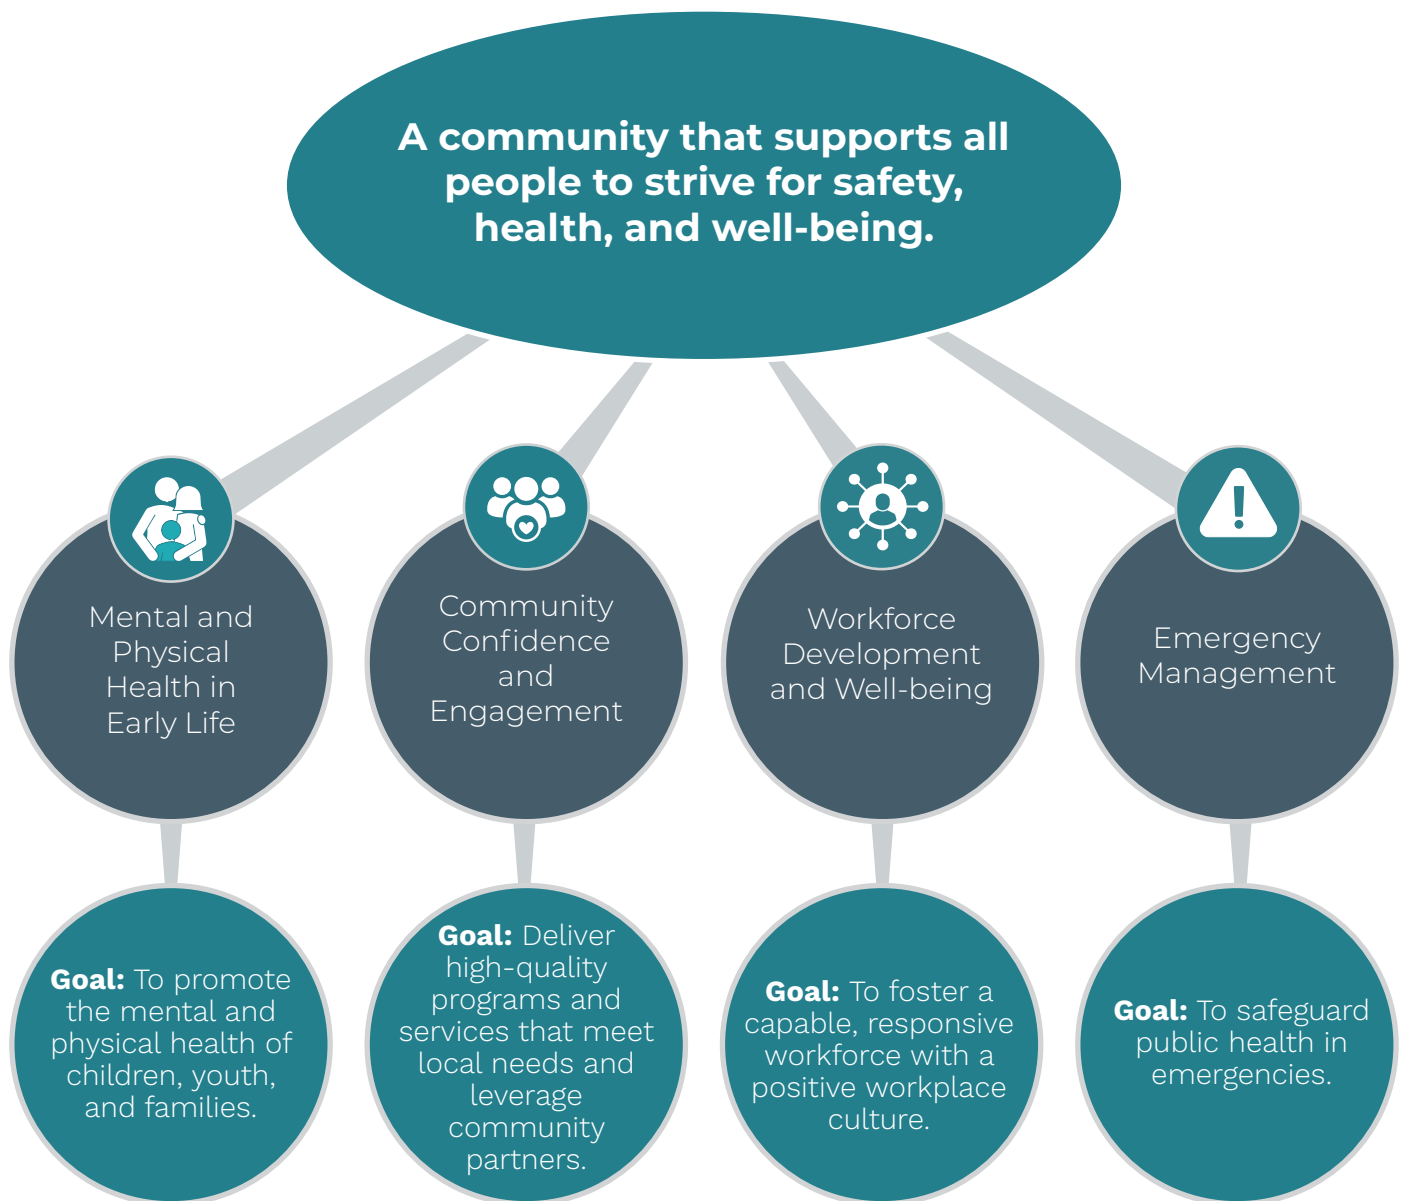 A community that supports all
people to strive for safety,
health, and well-being.
Mental and
Physical
Health in
Early Life
Community
Confidence
and
Engagement
Workforce
Development
and Well-being
Emergency
Management
Goal: To promote
the mental and
physical health of
children, youth,
and families.
Goal: Deliver
high-quality
programs and
services that meet
local needs and
leverage
community
partners.
Goal: To foster a
capable, responsive
workforce with a
positive workplace
culture.
Goal: To safeguard
public health in
emergencies.